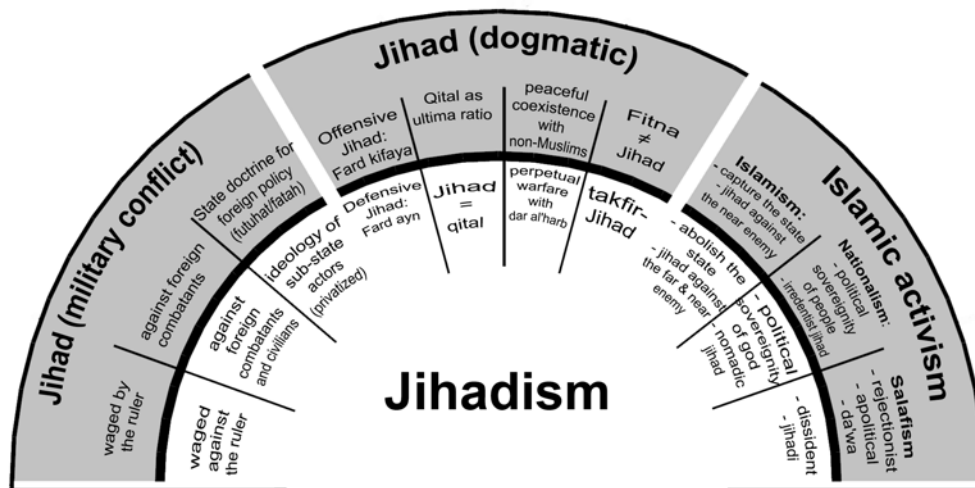 Jihad (military conflict)
waged by
the ruler
against foreign
combatants
State doctrine for
foreign policy
(futuhat/fatah)
Jihad (dogmatic)
Offensive
Jihad:
Fard kifaya
Qital as
ultima ratio
peaceful
coexistence
with
non-Muslims
Fitna
≠
Jihad
Islamic activism
Islamism:
- capture the state
- jihad against
the near enemy
Nationalism:
- political
sovereignity
of people
- irredentist jihad
Salafism
- rejectionist
- apolitical
- da'wa
waged
against
the ruler
against
foreign
combatants
and civilians
ideology of
sub-state
actors
(privatized)
Defensive
Jihad:
Fard ayn
Jihad
=
qital
perpetual
warfare
with
dar al'harb
takfir-
Jihad
- abolish the
state
- jihad against
the far & near
enemy
- political
sovereignity
of god
- nomadic
jihad
- dissident
- jihadi
Jihadism